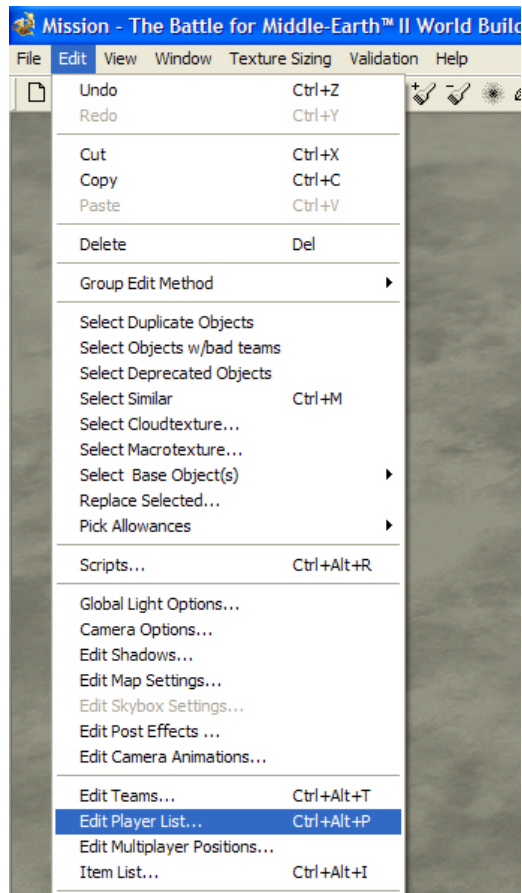 Mission - The Battle for Middle-Earth™ II World Build
File Edit View Window Texture Sizing Validation Help
Undo Ctrl+Z
Redo Ctrl+Y
Cut Ctrl+X
Copy Ctrl+C
Paste Ctrl+V
Delete Del
Group Edit Method
Select Duplicate Objects
Select Objects w/bad teams
Select Deprecated Objects
Select Similar Ctrl+M
Select Cloudtexture...
Select Macrotexture...
Select Base Object(s)
Replace Selected...
Pick Allowances
Scripts... Ctrl+Alt+R
Global Light Options...
Camera Options...
Edit Shadows...
Edit Map Settings...
Edit Skybox Settings...
Edit Post Effects ...
Edit Camera Animations...
Edit Teams... Ctrl+Alt+T
Edit Player List... Ctrl+Alt+P
Edit Multiplayer Positions...
Item List... Ctrl+Alt+I